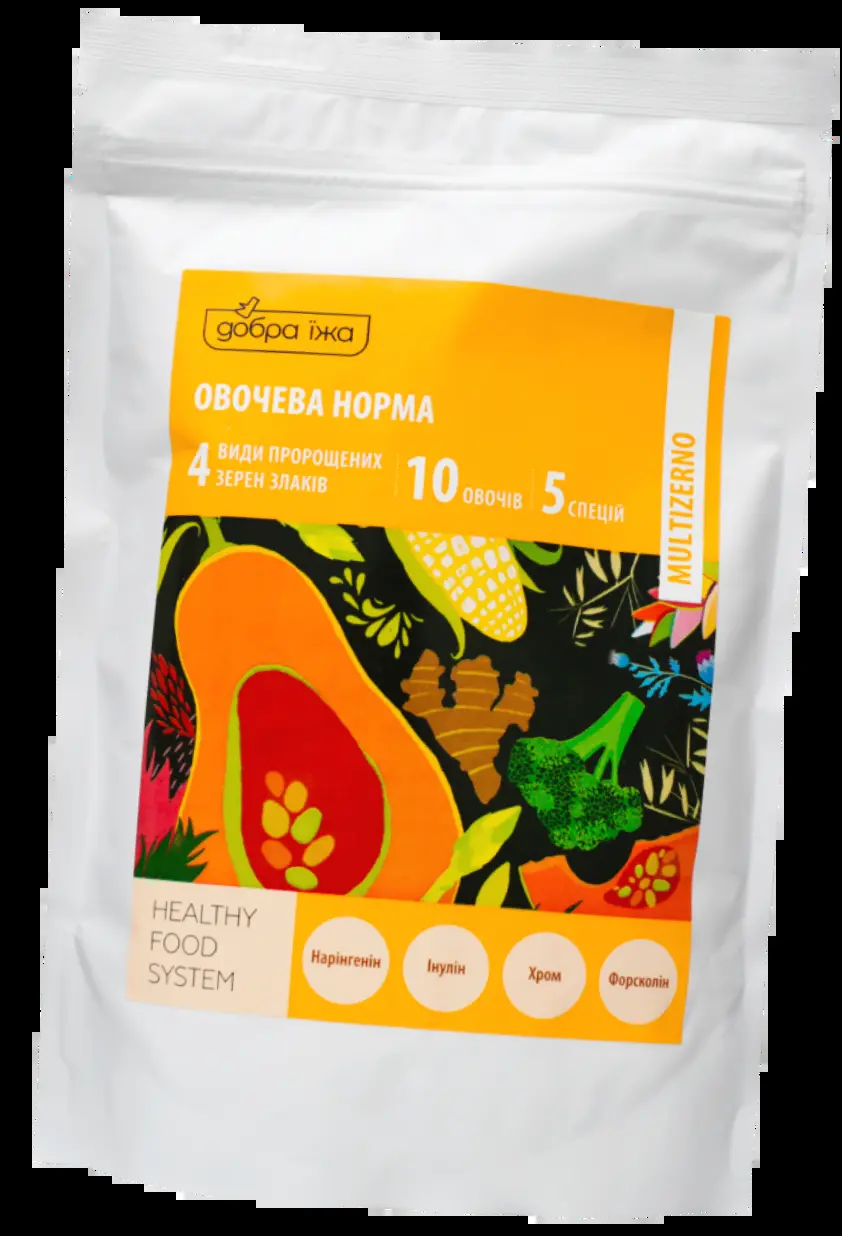 добра їжа
ОВОЧЕВА НОРМА
4 ВИДИ ПРОРОЩЕНИХ
ЗЕРЕН ЗЛАКІВ
10 ОВОЧІВ
5 СПЕЦІЙ
MULTIZERNO
HEALTHY
FOOD
SYSTEM
Нарінгенін
Інулін
Хром
Форсколін